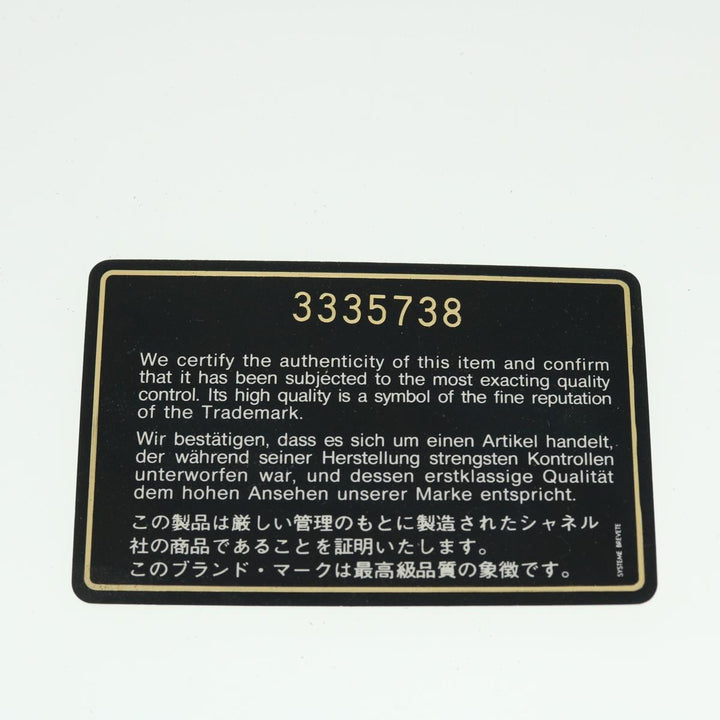 3335738
We certify the authenticity of this item and confirm
that it has been subjécted to the most exacting quality
control. Its high quality is a symbol of the fine reputation
of the Trademark.
Wir bestätigen, dass es sich um einen Artikel handelt,
der während seiner Herstellung strengsten Kontrollen
unterworfen war, und dessen erstklassige Qualität
dem hohen Ansehen unserer Marke entspricht.
この製品は厳しい管理のもとに製造されたシャネル
社の商品であることを証明いたします。
このブランド・マークは最高級品質の象徴です。
SYSTEME BREVETE